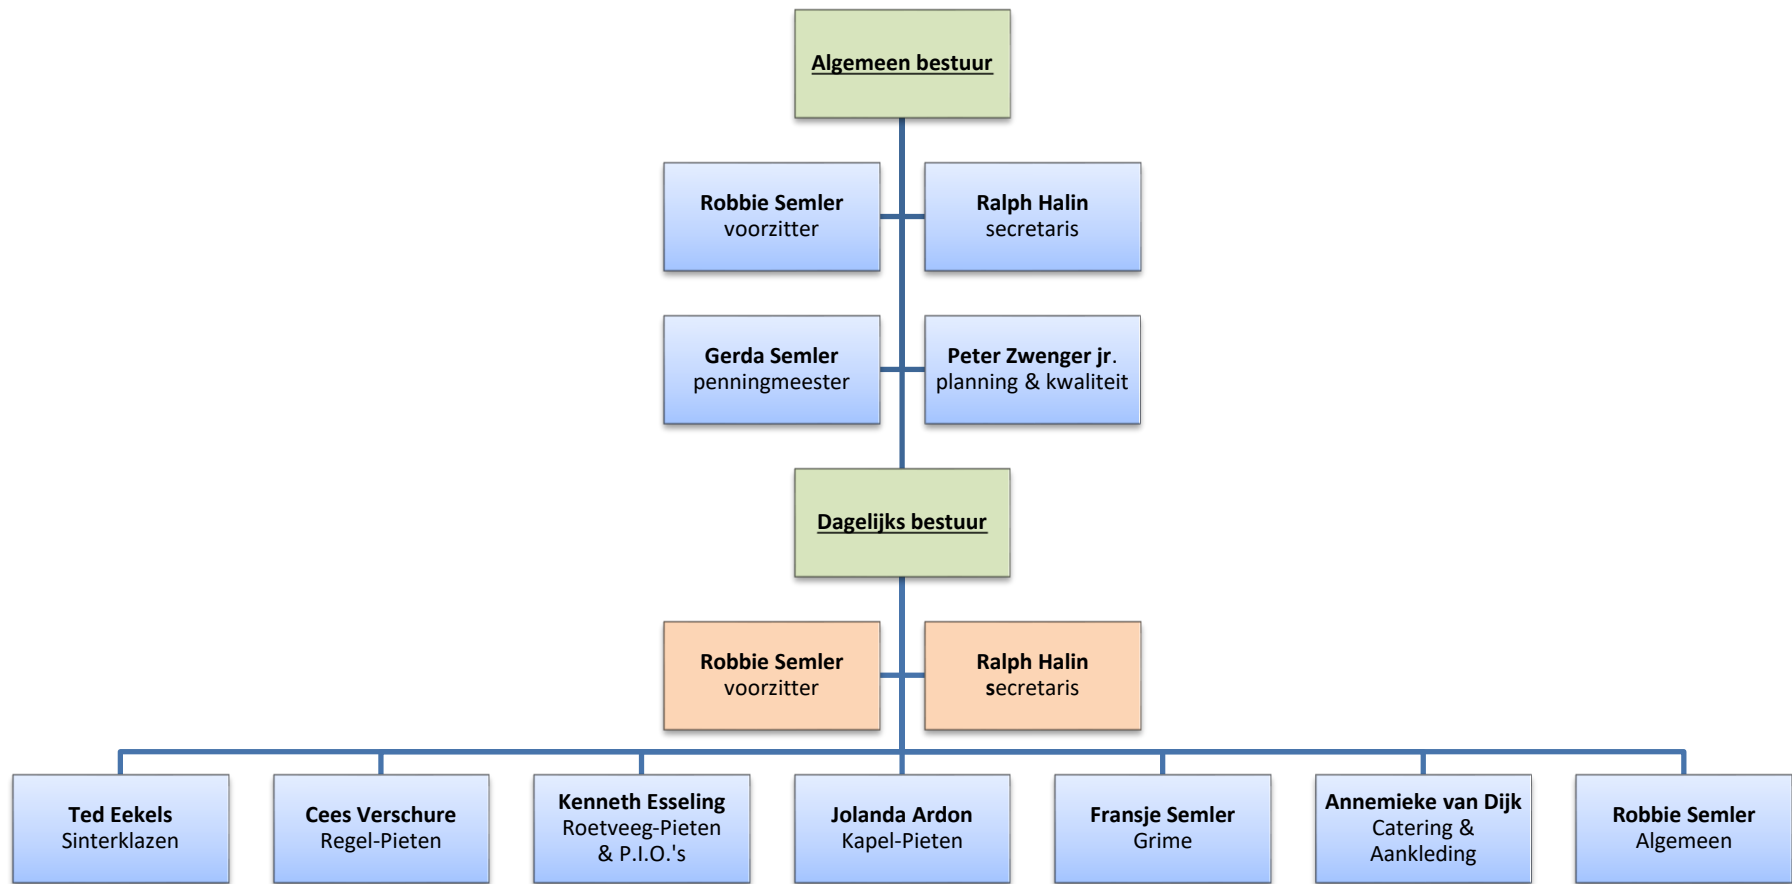 Algemeen bestuur
Robbie Semler
voorzitter
Ralph Halin
secretaris
Gerda Semler
penningmeester
Peter Zwenger jr.
planning & kwaliteit
Dagelijks bestuur
Robbie Semler
voorzitter
Ralph Halin
secretaris
Ted Eekels
Sinterklazen
Cees Verschure
Regel-Pieten
Kenneth Esseling
Roetveeg-Pieten
& P.I.O.'s
Jolanda Ardon
Kapel-Pieten
Fransje Semler
Grime
Annemieke van Dijk
Catering &
Aankleding
Robbie Semler
Algemeen